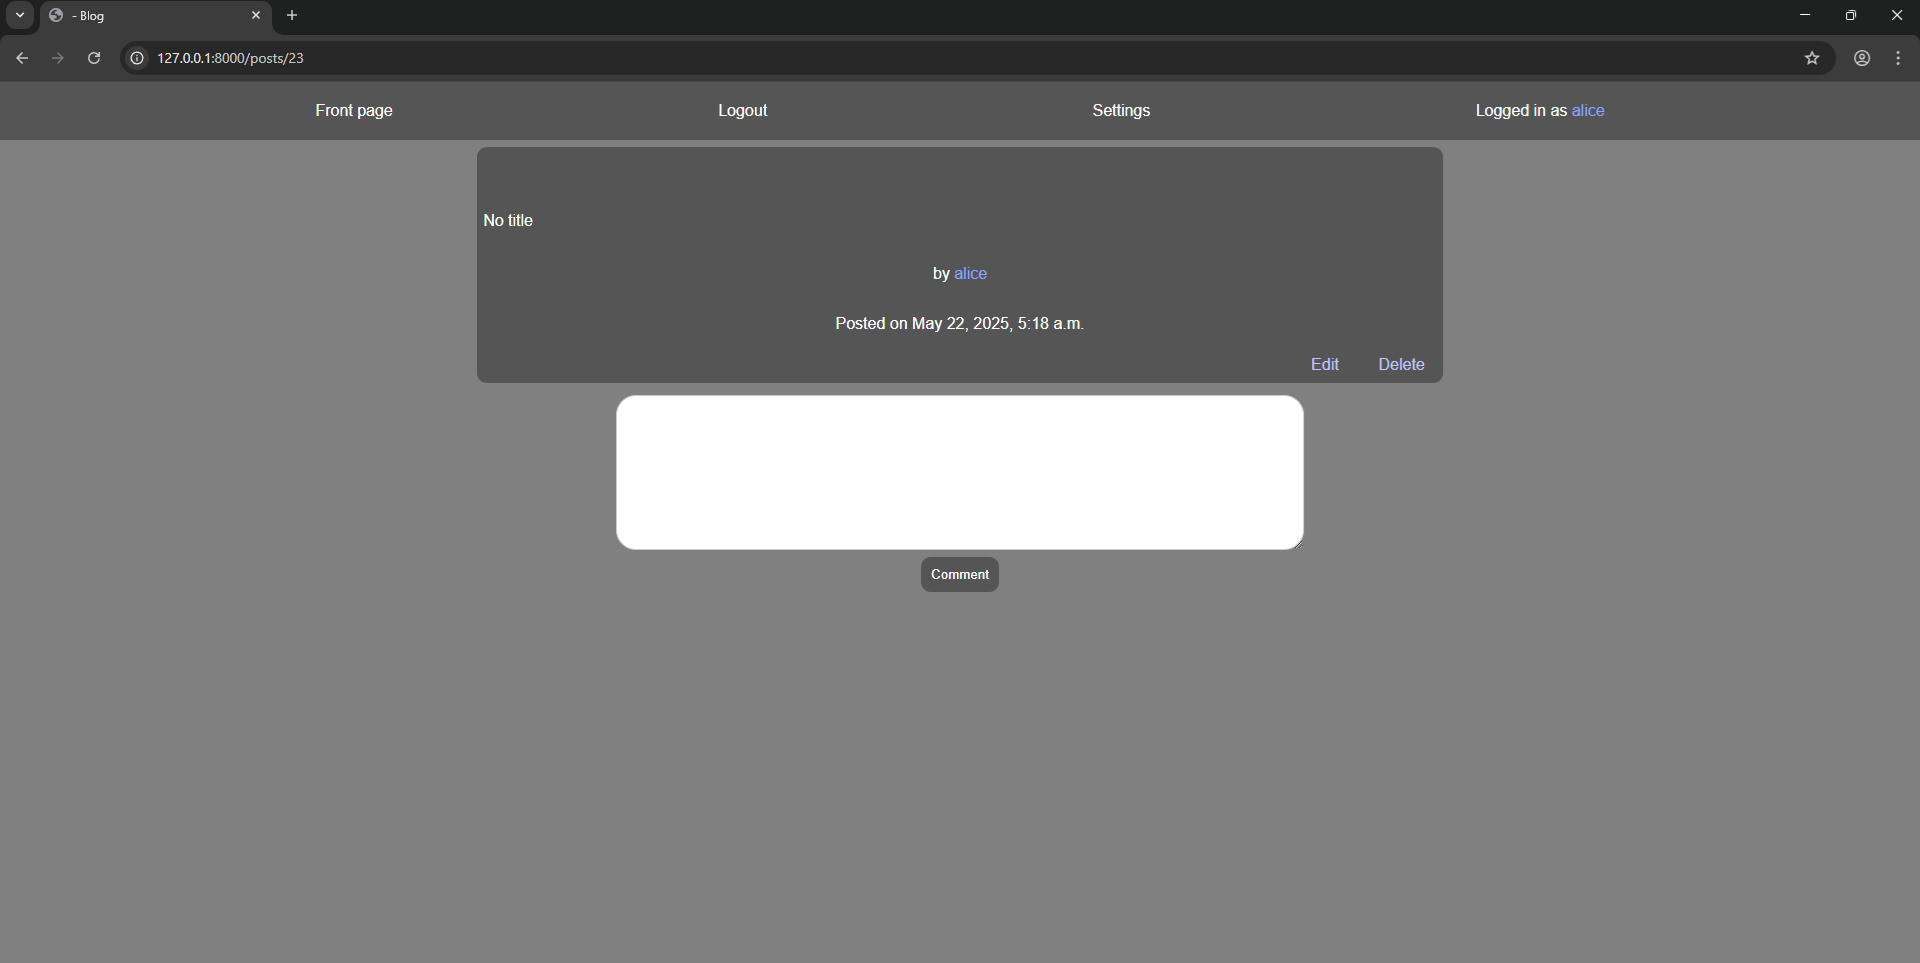 - Blog
127.0.0.1:8000/posts/23
Front page
Logout
Settings
Logged in as alice
No title
by alice
Posted on May 22, 2025, 5:18 a.m.
Edit
Delete
Comment